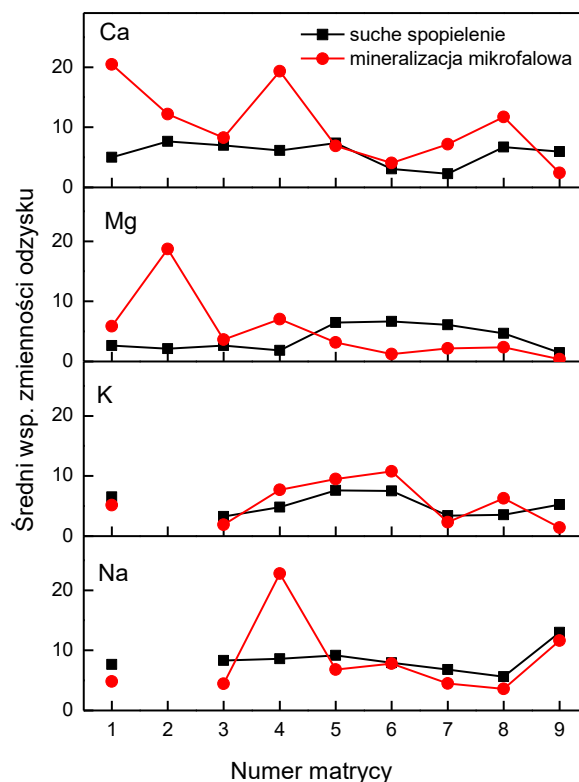 Ca
suche spopielenie
mineralizacja mikrofalowa
20
10
0
Mg
20
10
0
K
20
10
0
Na
20
10
0
1 2 3 4 5 6 7 8 9
Numer matrycy
Średni wsp. zmienności odzysku